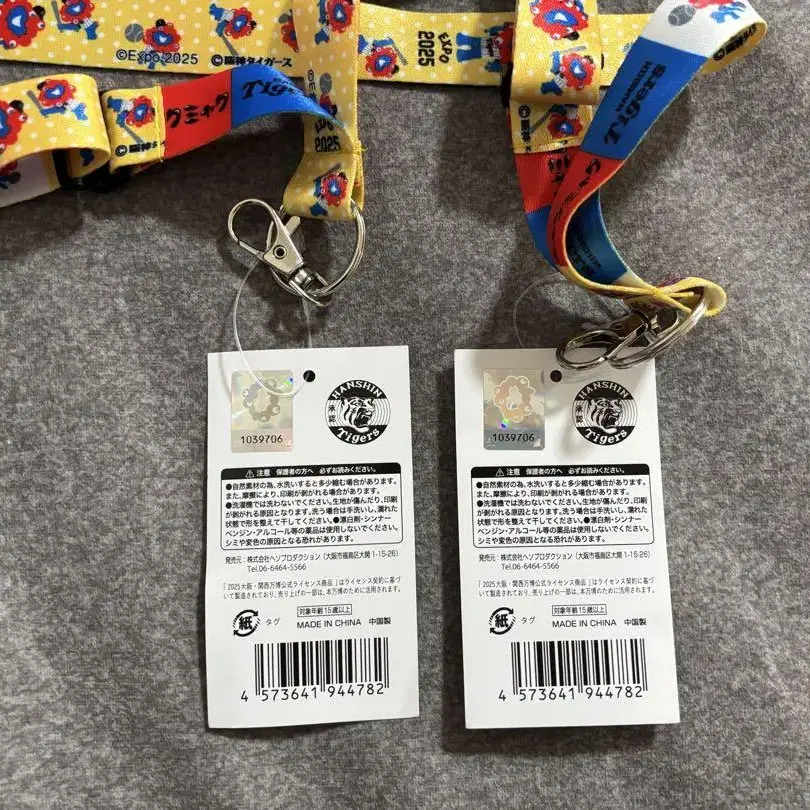 ©Expo 2025
©阪神タイガース
EXPO
2025
Tigers
クミャク
©阪神タ
2025
Tigers
HANSHIN
承認
Tigers
1039706
注意 保護者の方へ 必ずお読みください。
●自然素材の為、水洗いすると多少縮む場合があります。
また、摩擦により、印刷が剥がれる場合があります。
●洗濯機では洗わないでください。生地が傷んだり、印刷
が剥がれる原因となります。洗う場合は手洗いし、濡れた
状態で形を整えて干してください。●漂白剤・シンナー
ベンジン・アルコール等の薬品は使用しないでください。
シミや変色の原因となる恐れがあります。
発売元:株式会社ヘソプロダクション(大阪市福島区大開 1-15-26)
Tel.06-6464-5566
「2025大阪・関西万博公式ライセンス商品」はライセンス契約に基づ
いて製造されており、売り上げの一部は、本万博のために活用されます。
対象年齢15歳以上
紙 タグ MADE IN CHINA 中国製
4 573641 944782
HANSHIN
承認
Tigers
1039706
注意 保護者の方へ 必ずお読みください。
●自然素材の為、水洗いすると多少縮む場合があります。
また、摩擦により、印刷が剥がれる場合があります。
●洗濯機では洗わないでください。生地が傷んだり、印刷
が剥がれる原因となります。洗う場合は手洗いし、濡れた
状態で形を整えて干してください。●漂白剤・シンナー
ベンジン・アルコール等の薬品は使用しないでください。
シミや変色の原因となる恐れがあります。
発売元:株式会社ヘソプロダクション(大阪市福島区大開 1-15-26)
Tel.06-6464-5566
「2025大阪・関西万博公式ライセンス商品」はライセンス契約に基づ
いて製造されており、売り上げの一部は、本万博のために活用されます。
対象年齢15歳以上
紙 タグ MADE IN CHINA 中国製
4 573641 944782